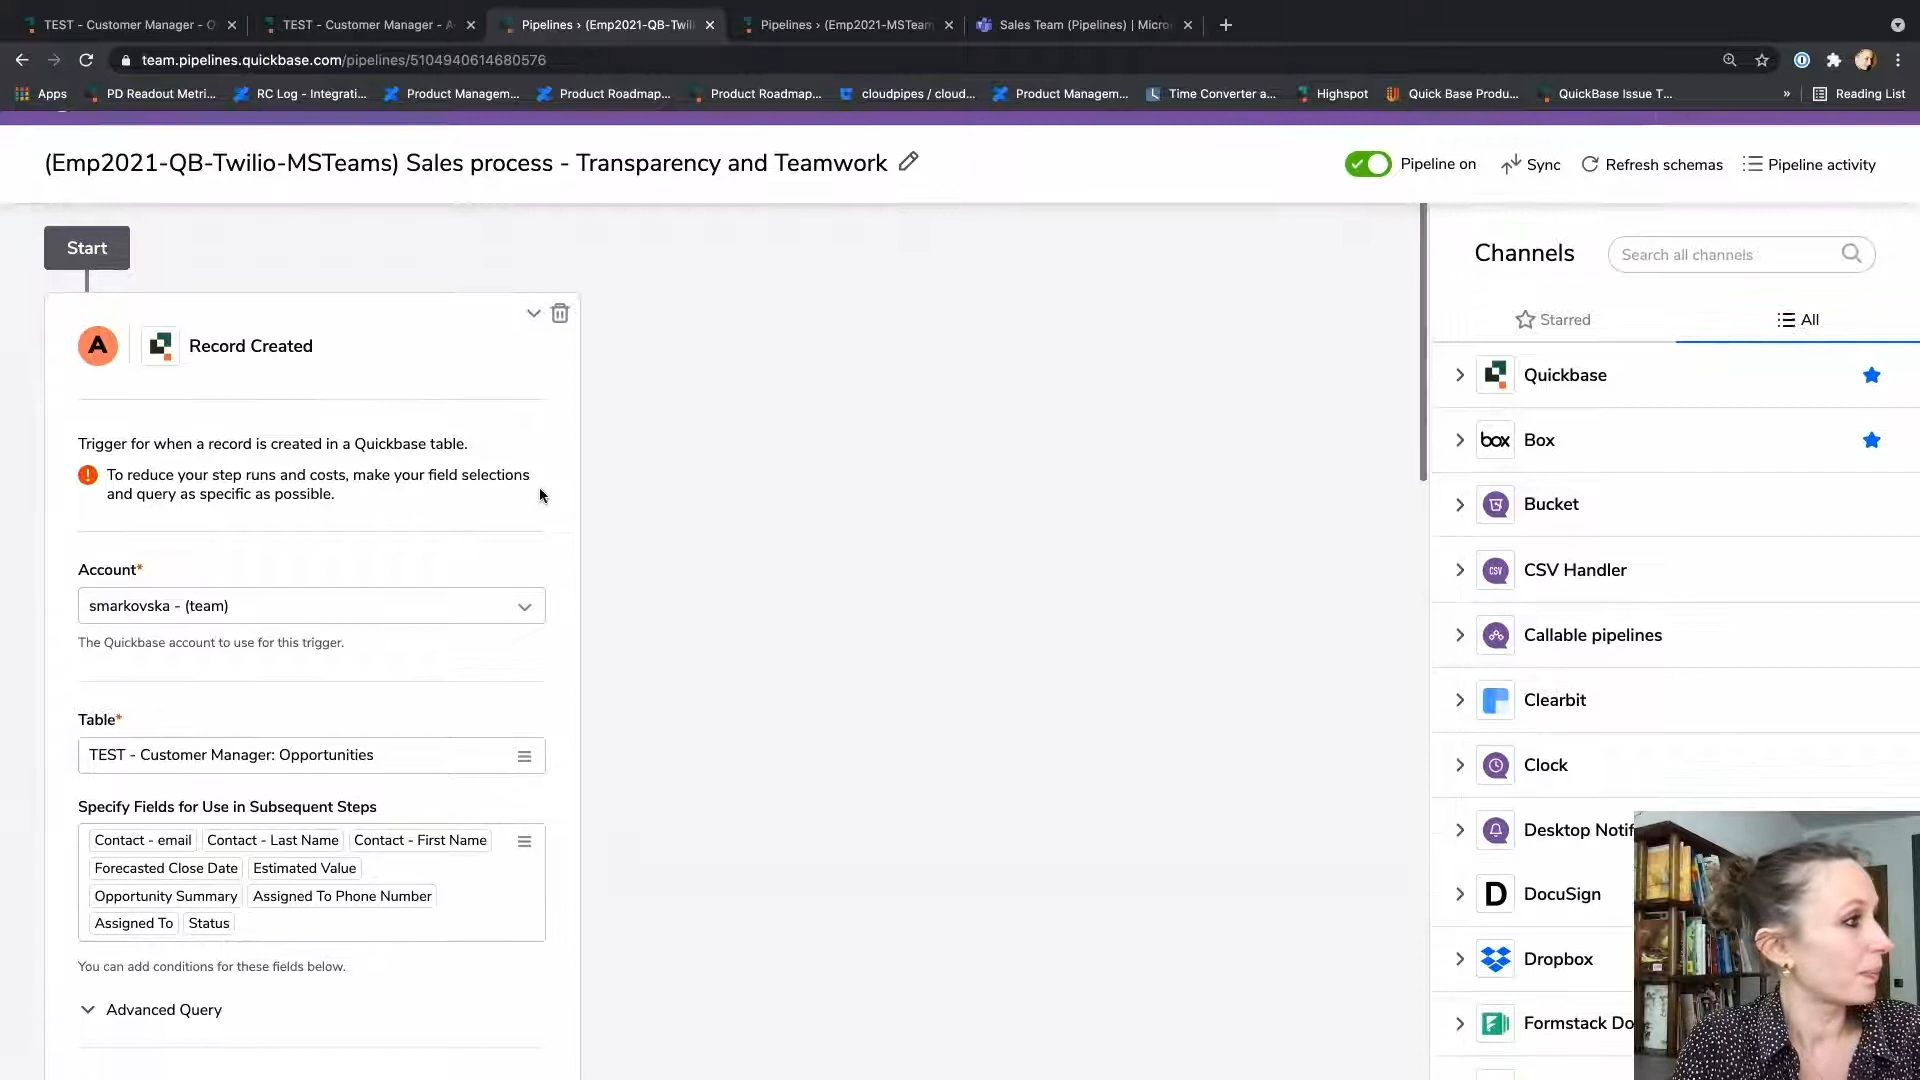 TEST - Customer Manager - O
TEST - Customer Manager - A
Pipelines › (Emp2021-QB-Twili
Pipelines › (Emp2021-MSTeam
Sales Team (Pipelines) | Micro
team.pipelines.quickbase.com/pipelines/5104940614680576
Apps
PD Readout Metri...
RC Log - Integrati...
Product Managem...
Product Roadmap...
Product Roadmap...
cloudpipes / cloud...
Product Managem...
Time Converter a...
Highspot
Quick Base Produ...
QuickBase Issue T...
»
Reading List
(Emp2021-QB-Twilio-MSTeams) Sales process - Transparency and Teamwork
Pipeline on
Sync
Refresh schemas
Pipeline activity
Start
A
Record Created
Trigger for when a record is created in a Quickbase table.
To reduce your step runs and costs, make your field selections
and query as specific as possible.
Account*
smarkovska - (team)
The Quickbase account to use for this trigger.
Table*
TEST - Customer Manager: Opportunities
Specify Fields for Use in Subsequent Steps
Contact - email Contact - Last Name Contact - First Name
Forecasted Close Date Estimated Value
Opportunity Summary Assigned To Phone Number
Assigned To Status
You can add conditions for these fields below.
Advanced Query
Channels
Search all channels
Starred
All
Quickbase
box Box
Bucket
CSV CSV Handler
Callable pipelines
Clearbit
Clock
Desktop Notif
D DocuSign
Dropbox
Formstack Do